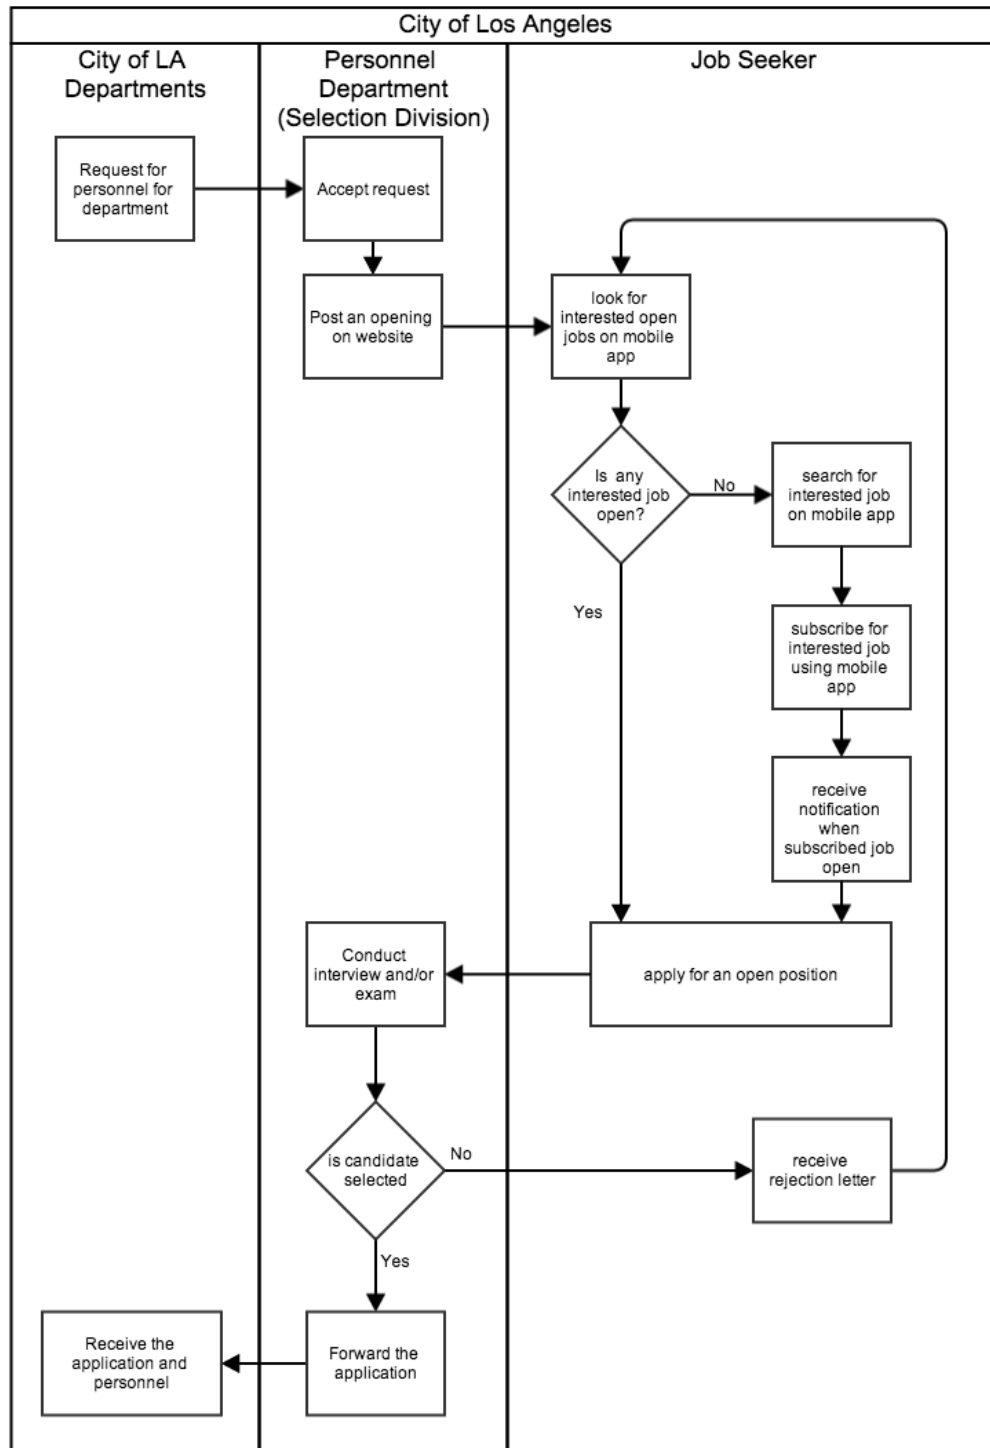 City of Los Angeles
City of LA
Departments
Personnel
Department
(Selection Division)
Job Seeker
Request for
personnel for
department
Accept request
Post an opening
on website
look for
interested open
jobs on mobile
app
Is any
interested job
open?
No
search for
interested job
on mobile app
Yes
subscribe for
interested job
using mobile
app
receive
notification
when
subscribed job
open
Conduct
interview and/or
exam
apply for an open position
is candidate
selected
No
receive
rejection letter
Yes
Receive the
application and
personnel
Forward the
application